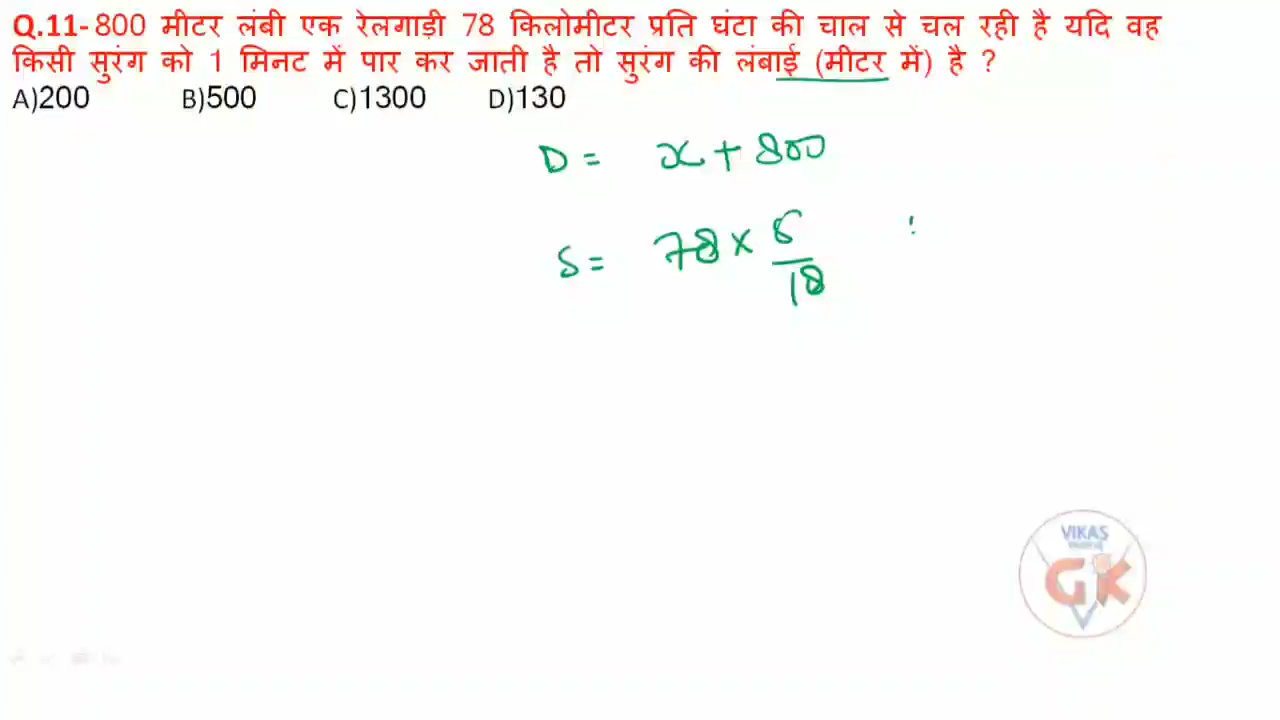 Q.11- 800 मीटर लंबी एक रेलगाड़ी 78 किलोमीटर प्रति घंटा की चाल से चल रही है यदि वह
किसी सुरंग को 1 मिनट में पार कर जाती है तो सुरंग की लंबाई (मीटर में) है ?
A)200 B)500 C)1300 D)130
D = x + 800
S = 78 × 5/18
VIKAS
GK